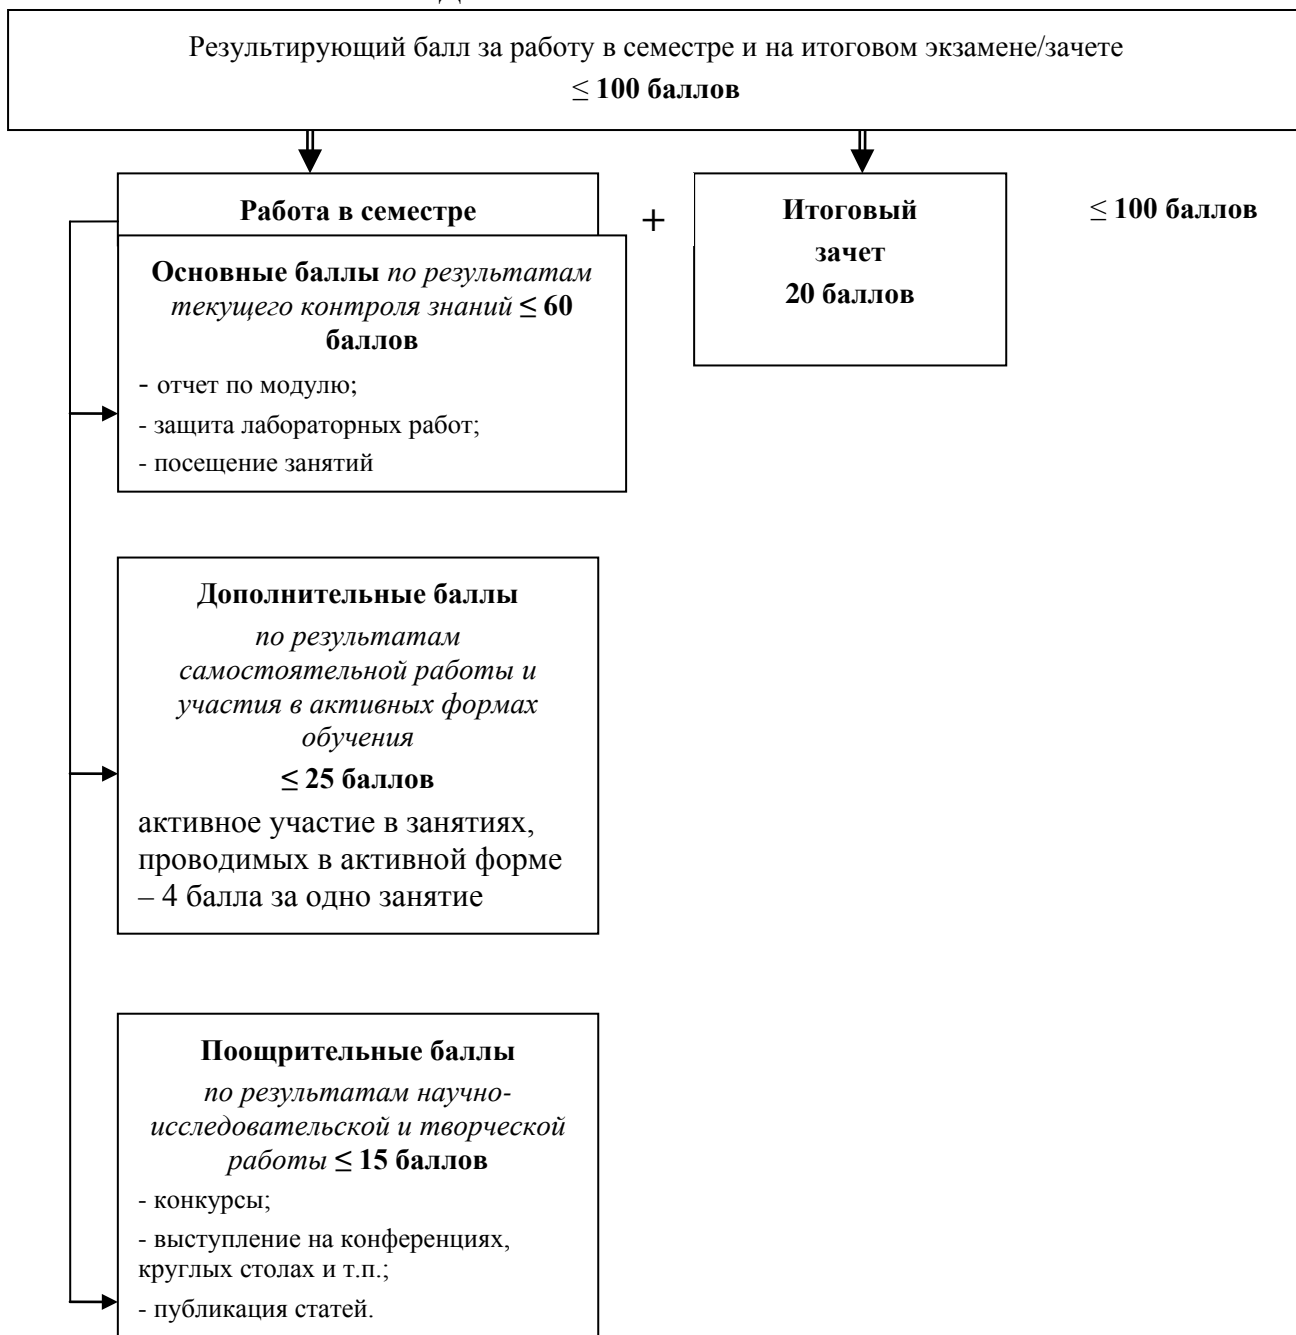 Результирующий балл за работу в семестре и на итоговом экзамене/зачете
≤ 100 баллов
Работа в семестре
+
Итоговый
зачет
20 баллов
≤ 100 баллов
Основные баллы по результатам
текущего контроля знаний ≤ 60
баллов
- отчет по модулю;
- защита лабораторных работ;
- посещение занятий
Дополнительные баллы
по результатам
самостоятельной работы и
участия в активных формах
обучения
≤ 25 баллов
активное участие в занятиях,
проводимых в активной форме
– 4 балла за одно занятие
Поощрительные баллы
по результатам научно-
исследовательской и творческой
работы ≤ 15 баллов
- конкурсы;
- выступление на конференциях,
круглых столах и т.п.;
- публикация статей.